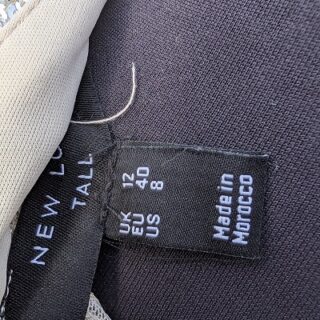 NEW LO
TALL
UK 12
EU 40
US 8
Made in
Morocco